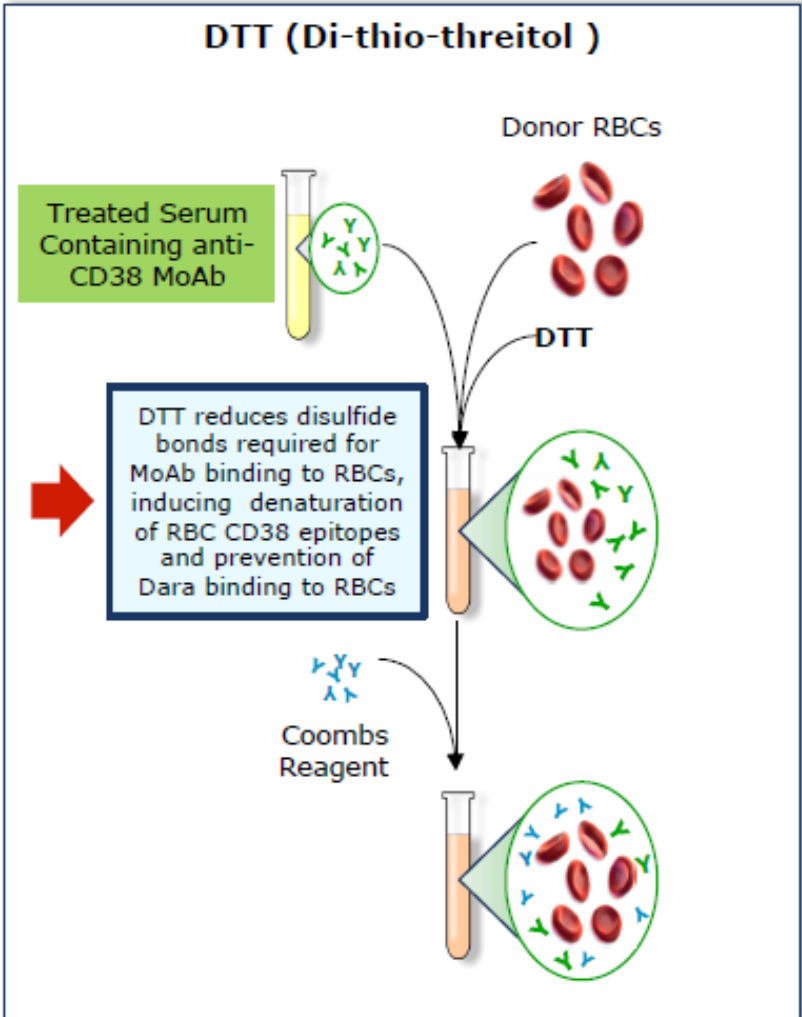 DTT (Di-thio-threitol )
Donor RBCs
Treated Serum
Containing anti-
CD38 MoAb
DTT
DTT reduces disulfide
bonds required for
MoAb binding to RBCs,
inducing denaturation
of RBC CD38 epitopes
and prevention of
Dara binding to RBCs
Coombs
Reagent